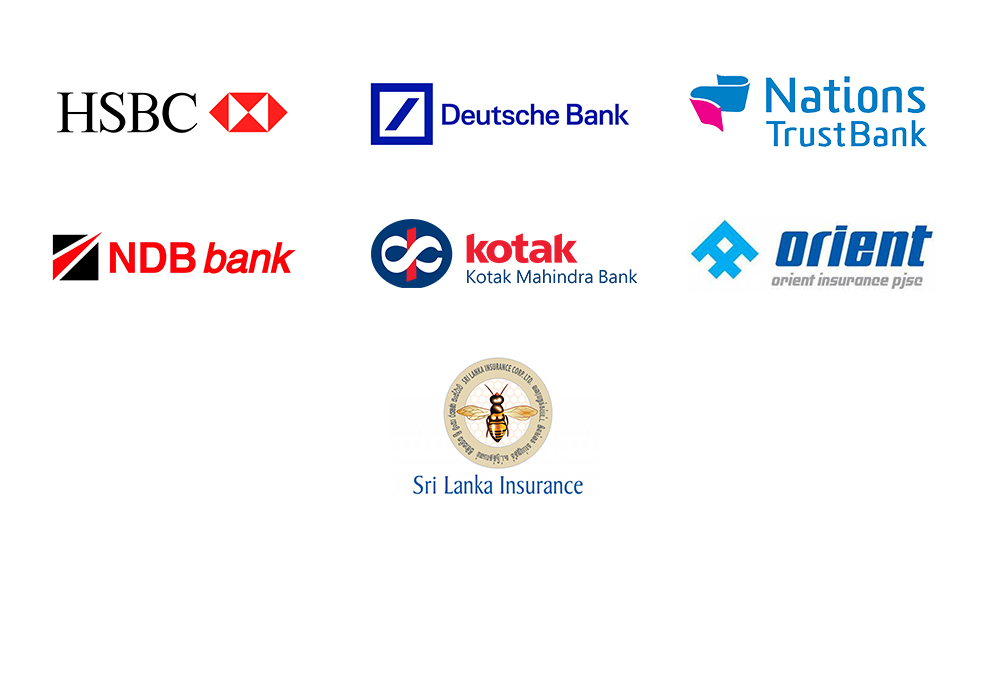 HSBC
Deutsche Bank
Nations
TrustBank
NDB bank
kotak
Kotak Mahindra Bank
orient
orient insurance pjsc
SRI LANKA INSURANCE CORP. LTD.
Sri Lanka Insurance